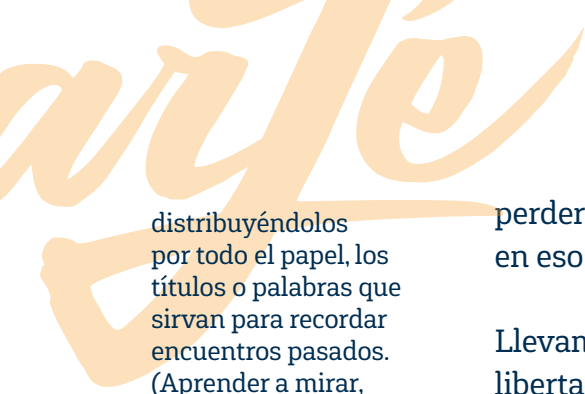 arte
distribuyéndolos
por todo el papel, los
títulos o palabras que
sirvan para recordar
encuentros pasados.
(Aprender a mirar,
perder
en eso
Llevan
liberta